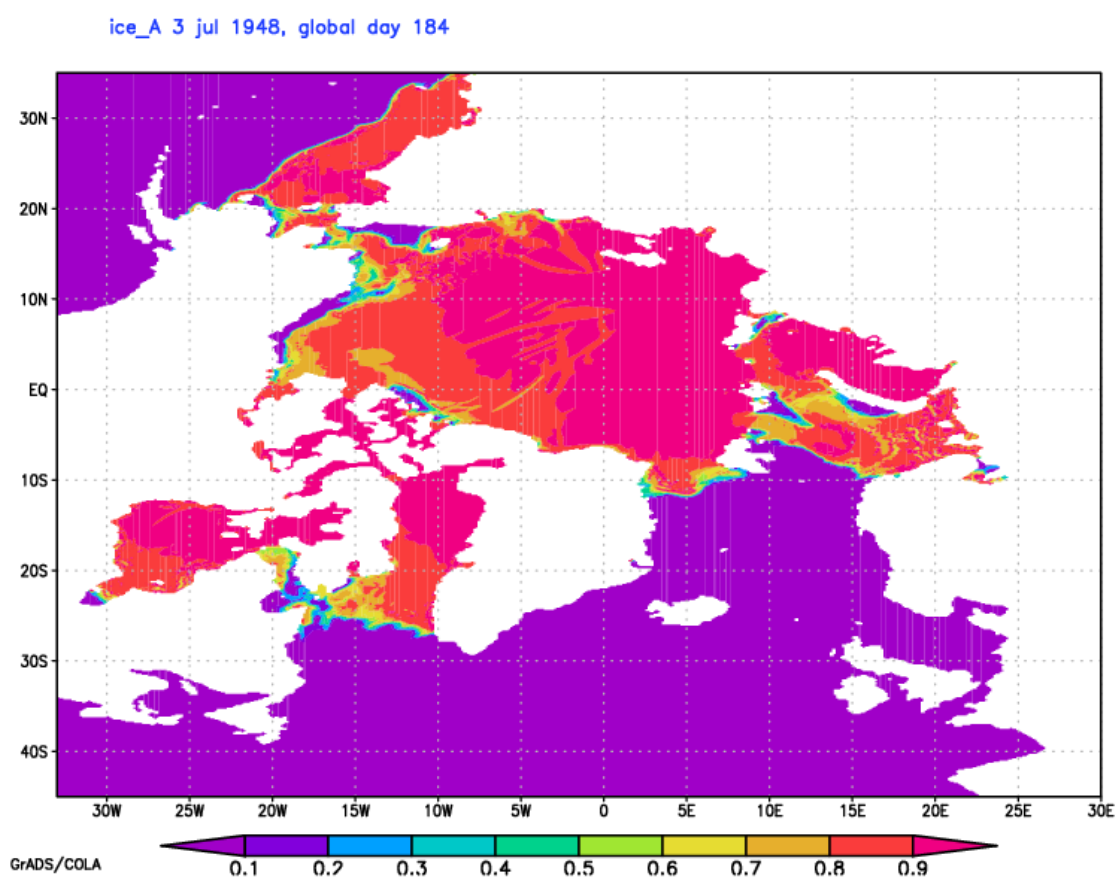 ice_A 3 jul 1948, global day 184
30N
20N
10N
EQ
10S
20S
30S
40S
30W 25W 20W 15W 10W 5W 0 5E 10E 15E 20E 25E 30E
0.1 0.2 0.3 0.4 0.5 0.6 0.7 0.8 0.9
GrADS/COLA